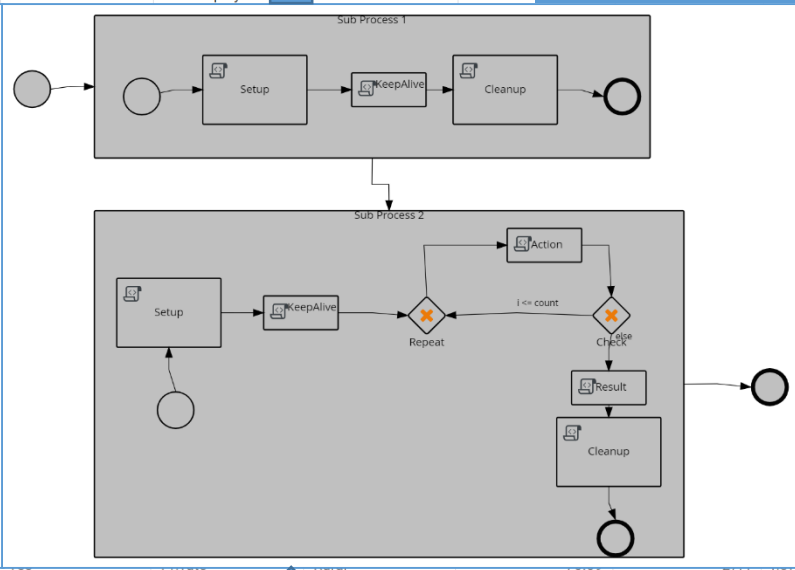 Sub Process 1
Setup
KeepAlive
Cleanup
Sub Process 2
Action
Setup
KeepAlive
i <= count
Repeat
Check
else
Result
Cleanup